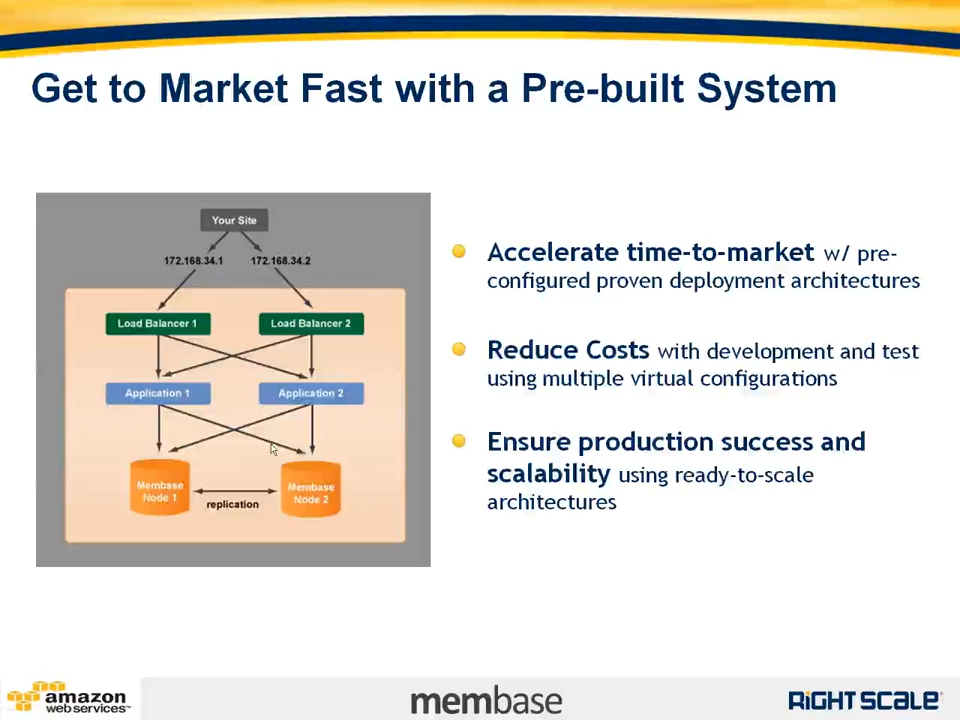 Get to Market Fast with a Pre-built System
Your Site
172.168.34.1 172.168.34.2
Load Balancer 1 Load Balancer 2
Application 1 Application 2
Membase
Node 1
Membase
Node 2
replication
Accelerate time-to-market w/ pre-
configured proven deployment architectures
Reduce Costs with development and test
using multiple virtual configurations
Ensure production success and
scalability using ready-to-scale
architectures
amazon
web services™
membase
RIGHT SCALE